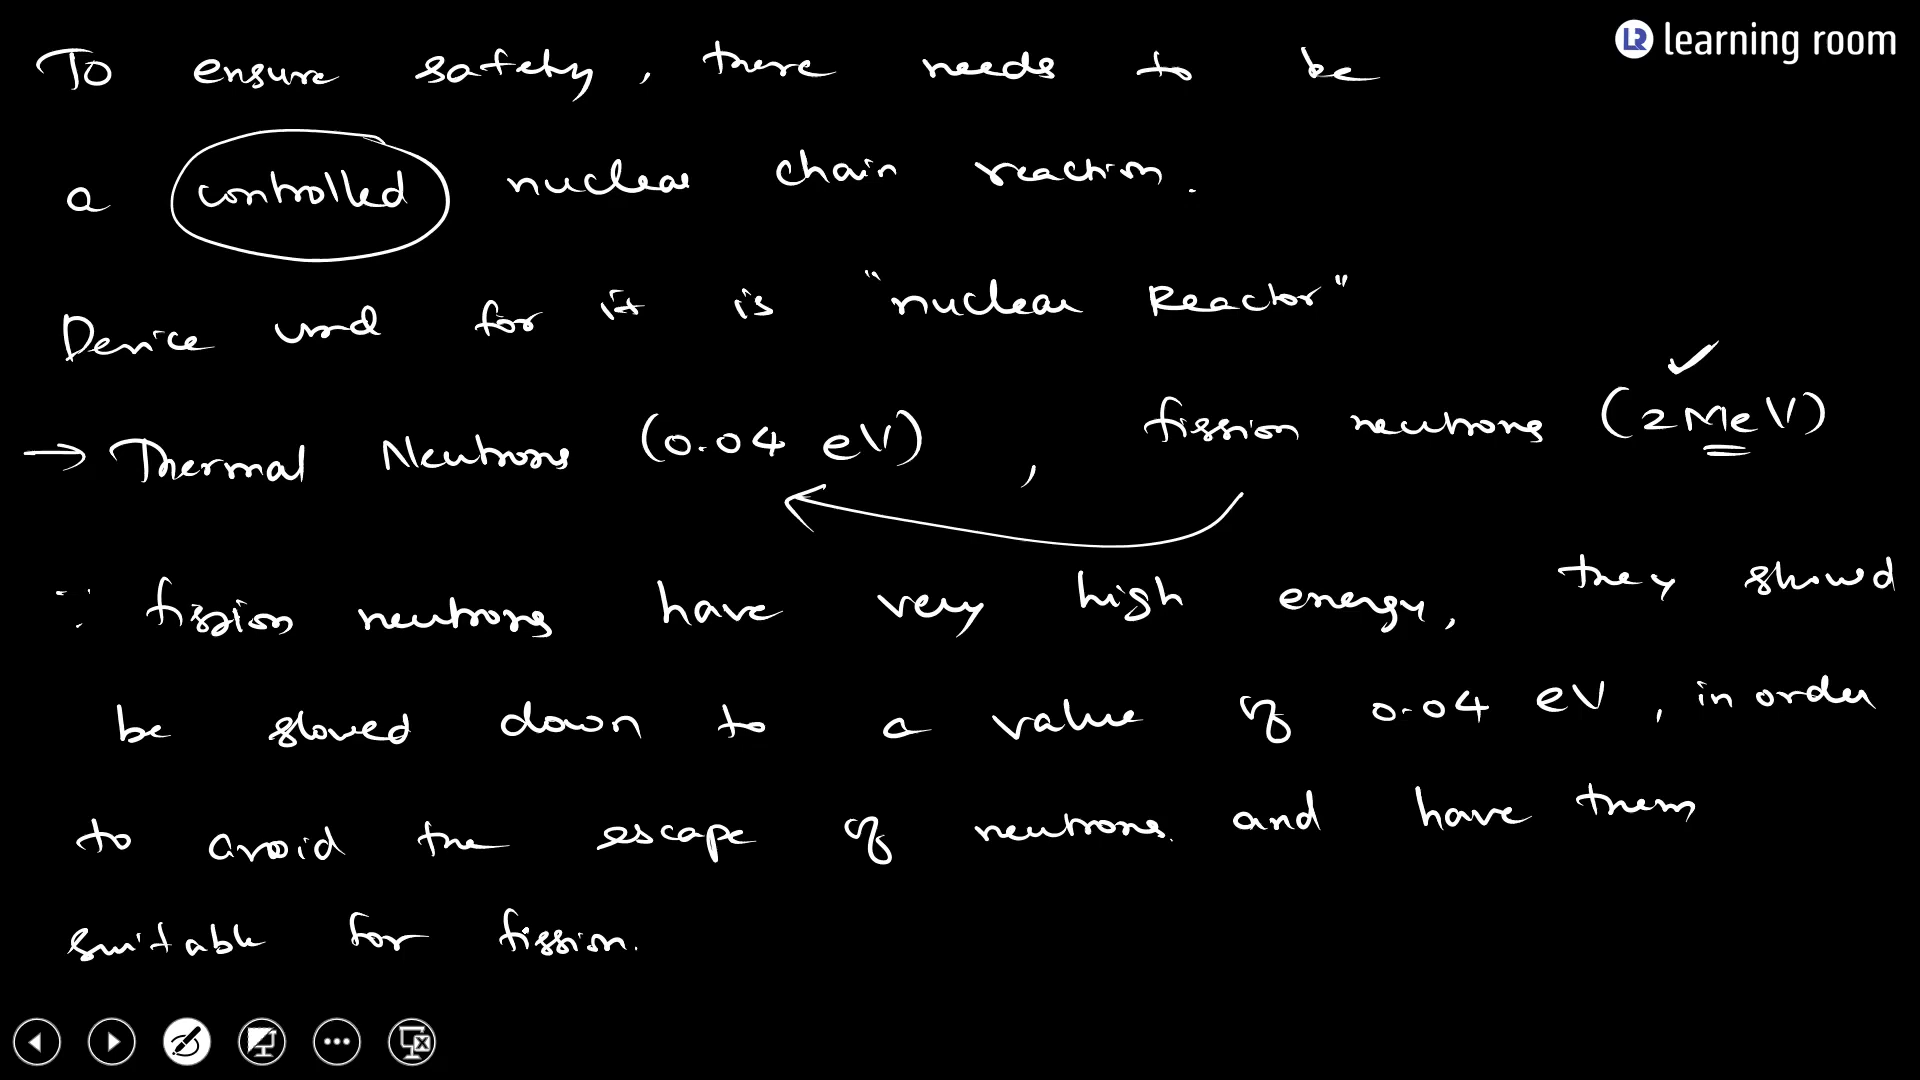 learning room
To ensure safety, there needs to be
a controlled nuclear chain reaction.
Device used for it is "nuclear Reactor"
→ Thermal Neutrons (0.04 eV), fission neutrons (2 MeV)
∵ fission neutrons have very high energy, they should
be slowed down to a value of 0.04 eV, in order
to avoid the escape of neutrons and have them
suitable for fission.